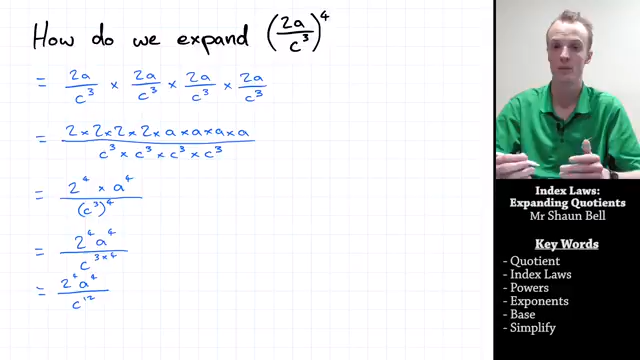 How do we expand (2a/c³)⁴
= 2a/c³ × 2a/c³ × 2a/c³ × 2a/c³
= 2×2×2×2×a×a×a×a / c³×c³×c³×c³
= 2⁴×a⁴ / (c³)⁴
= 2⁴a⁴ / c³ˣ⁴
= 2⁴a⁴ / c¹²
Index Laws:
Expanding Quotients
Mr Shaun Bell
Key Words
- Quotient
- Index Laws
- Powers
- Exponents
- Base
- Simplify